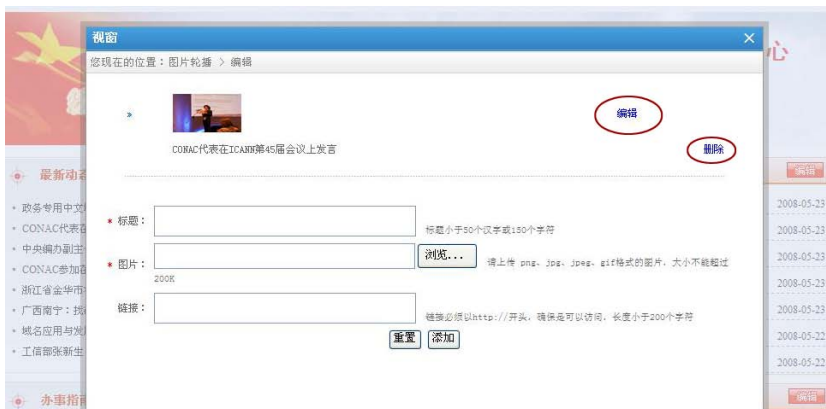 视窗
心
您现在的位置：图片轮播 > 编辑
» 编辑
CONAC代表在ICANN第45届会议上发言
删除
最新动态
编辑
政务专用中文
2008-05-23
* 标题：
标题小于50个汉字或150个字符
CONAC代表在
2008-05-23
中央编办副主
2008-05-23
* 图片：
浏览...
请上传 png、jpg、jpeg、gif格式的图片，大小不能超过
200K
CONAC参加在
2008-05-23
浙江省金华市
广西南宁：找
2008-05-23
链接：
链接必须以http://开头，确保是可以访问，长度小于200个字符
域名应用与发
2008-05-22
重置 添加
工信部张新生
2008-05-22
办事指南
编辑